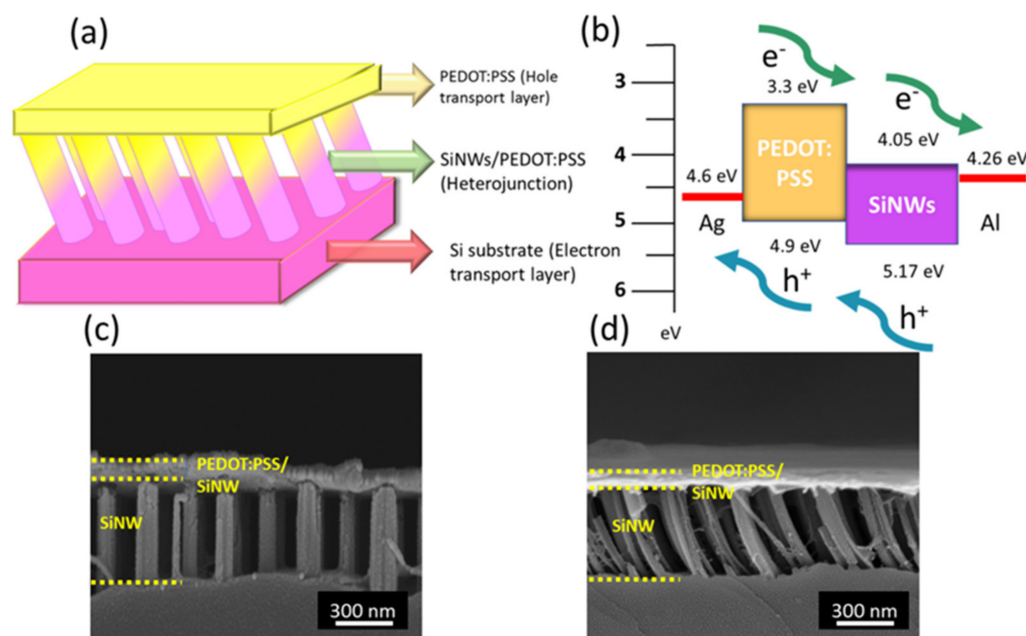 (a)
PEDOT:PSS (Hole
transport layer)
SiNWs/PEDOT:PSS
(Heterojunction)
Si substrate (Electron
transport layer)
(b)
e-
3.3 eV
e-
3
4
5
6
eV
4.05 eV
4.6 eV
4.26 eV
PEDOT:
PSS
SiNWs
Ag
Al
4.9 eV
5.17 eV
h+
h+
(c)
PEDOT:PSS/
SiNW
SiNW
300 nm
(d)
PEDOT:PSS/
SiNW
SiNW
300 nm